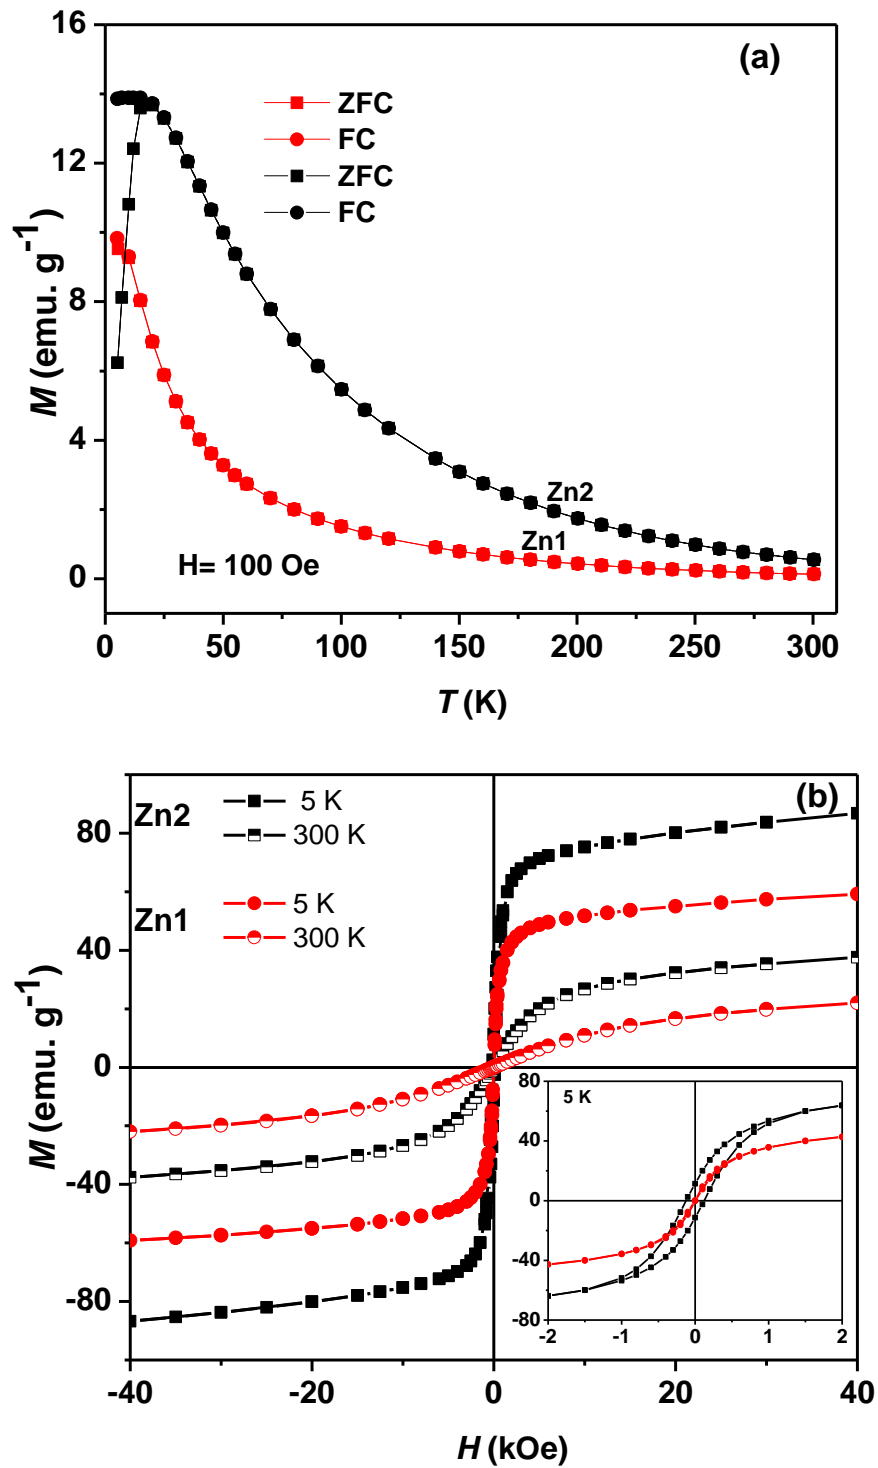 16
(a)
ZFC
FC
ZFC
FC
12
M (emu. g⁻¹)
8
4
Zn2
Zn1
H= 100 Oe
0
0 50 100 150 200 250 300
T (K)
(b)
Zn2
5 K
300 K
Zn1
5 K
300 K
80
40
M (emu. g⁻¹)
0
-40
-80
80
5 K
40
0
-40
-80
-2 -1 0 1 2
-40 -20 0 20 40
H (kOe)